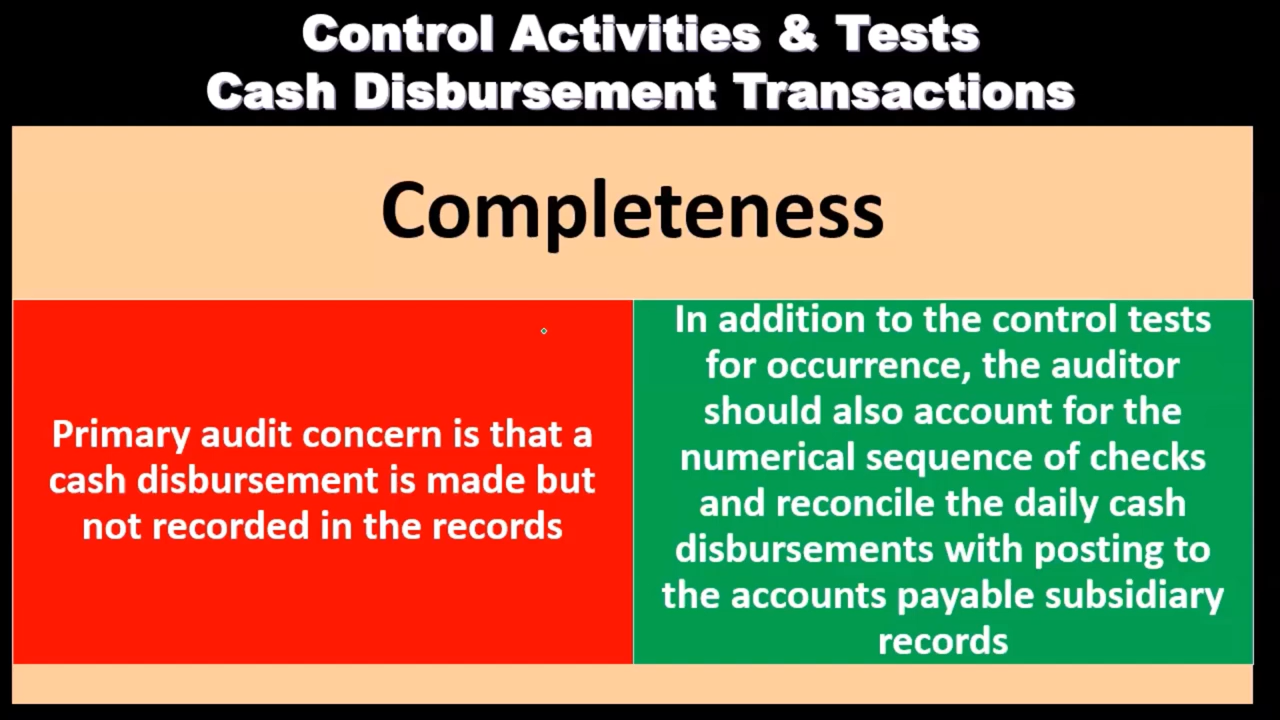 Control Activities & Tests
Cash Disbursement Transactions
Completeness
Primary audit concern is that a
cash disbursement is made but
not recorded in the records
In addition to the control tests
for occurrence, the auditor
should also account for the
numerical sequence of checks
and reconcile the daily cash
disbursements with posting to
the accounts payable subsidiary
records